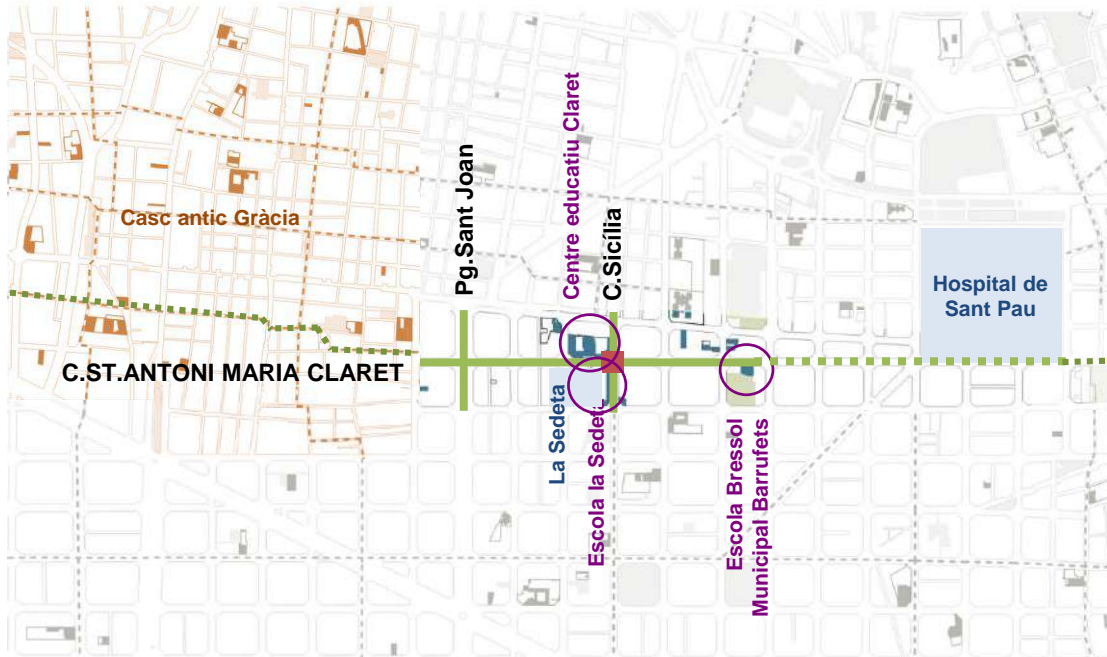 Centre educatiu Claret
Pg.Sant Joan
C.Sicília
Casc antic Gràcia
Hospital de
Sant Pau
C.ST.ANTONI MARIA CLARET
La Sedeta
Escola la Sedet
Escola Bressol
Municipal Barrufets